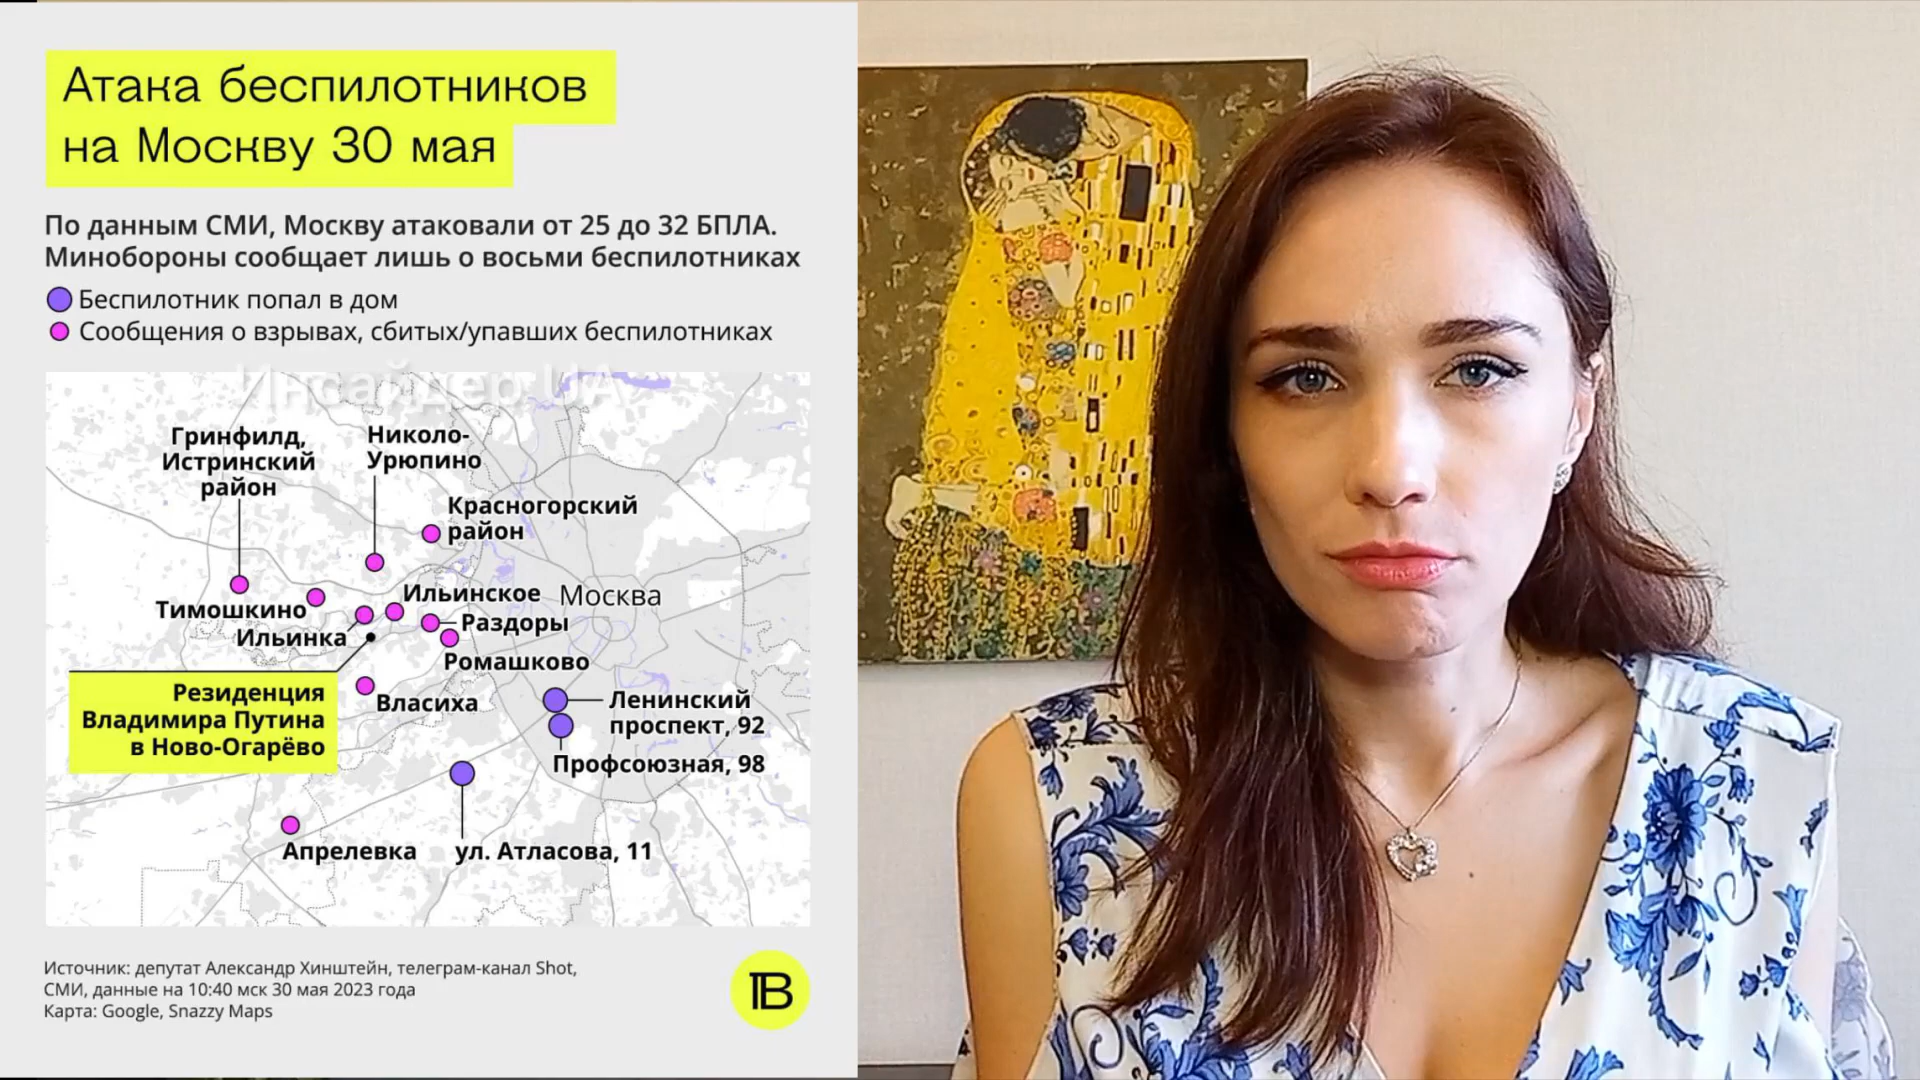 Атака беспилотников
на Москву 30 мая
По данным СМИ, Москву атаковали от 25 до 32 БПЛА.
Минобороны сообщает лишь о восьми беспилотниках
Беспилотник попал в дом
Сообщения о взрывах, сбитых/упавших беспилотниках
Инсайдер UA
Гринфилд,
Истринский
район
Николо-
Урюпино
Красногорский
район
Тимошкино
Ильинское
Москва
Ильинка
Раздоры
Ромашково
Резиденция
Владимира Путина
в Ново-Огарёво
Власиха
Ленинский
проспект, 92
Профсоюзная, 98
Апрелевка
ул. Атласова, 11
Источник: депутат Александр Хинштейн, телеграм-канал Shot,
СМИ, данные на 10:40 мск 30 мая 2023 года
Карта: Google, Snazzy Maps